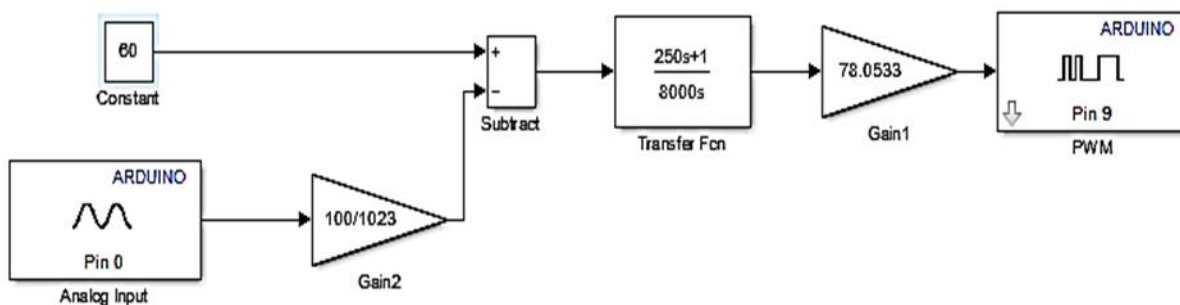 60
Constant
+
−
Subtract
250s+1
8000s
Transfer Fcn
78.0533
Gain1
ARDUINO
Pin 9
PWM
ARDUINO
Pin 0
Analog Input
100/1023
Gain2